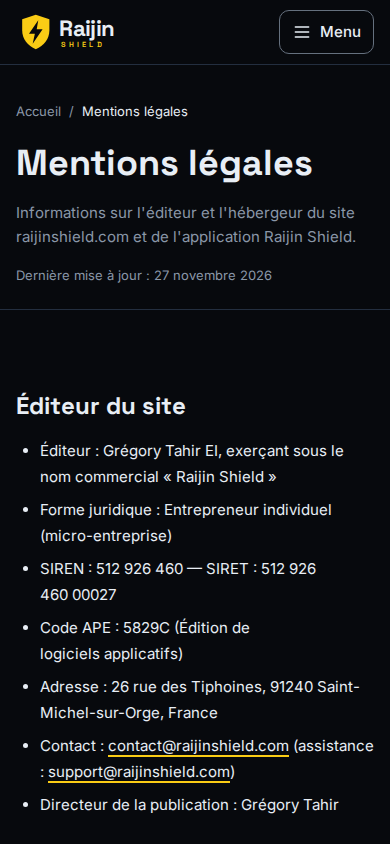 Raijin
SHIELD
Menu
Accueil / Mentions légales
Mentions légales
Informations sur l'éditeur et l'hébergeur du site
raijinshield.com et de l'application Raijin Shield.
Dernière mise à jour : 27 novembre 2026
Éditeur du site
• Éditeur : Grégory Tahir EI, exerçant sous le
nom commercial « Raijin Shield »
• Forme juridique : Entrepreneur individuel
(micro-entreprise)
• SIREN : 512 926 460 — SIRET : 512 926
460 00027
• Code APE : 5829C (Édition de
logiciels applicatifs)
• Adresse : 26 rue des Tiphoines, 91240 Saint-
Michel-sur-Orge, France
• Contact : contact@raijinshield.com (assistance
: support@raijinshield.com)
• Directeur de la publication : Grégory Tahir